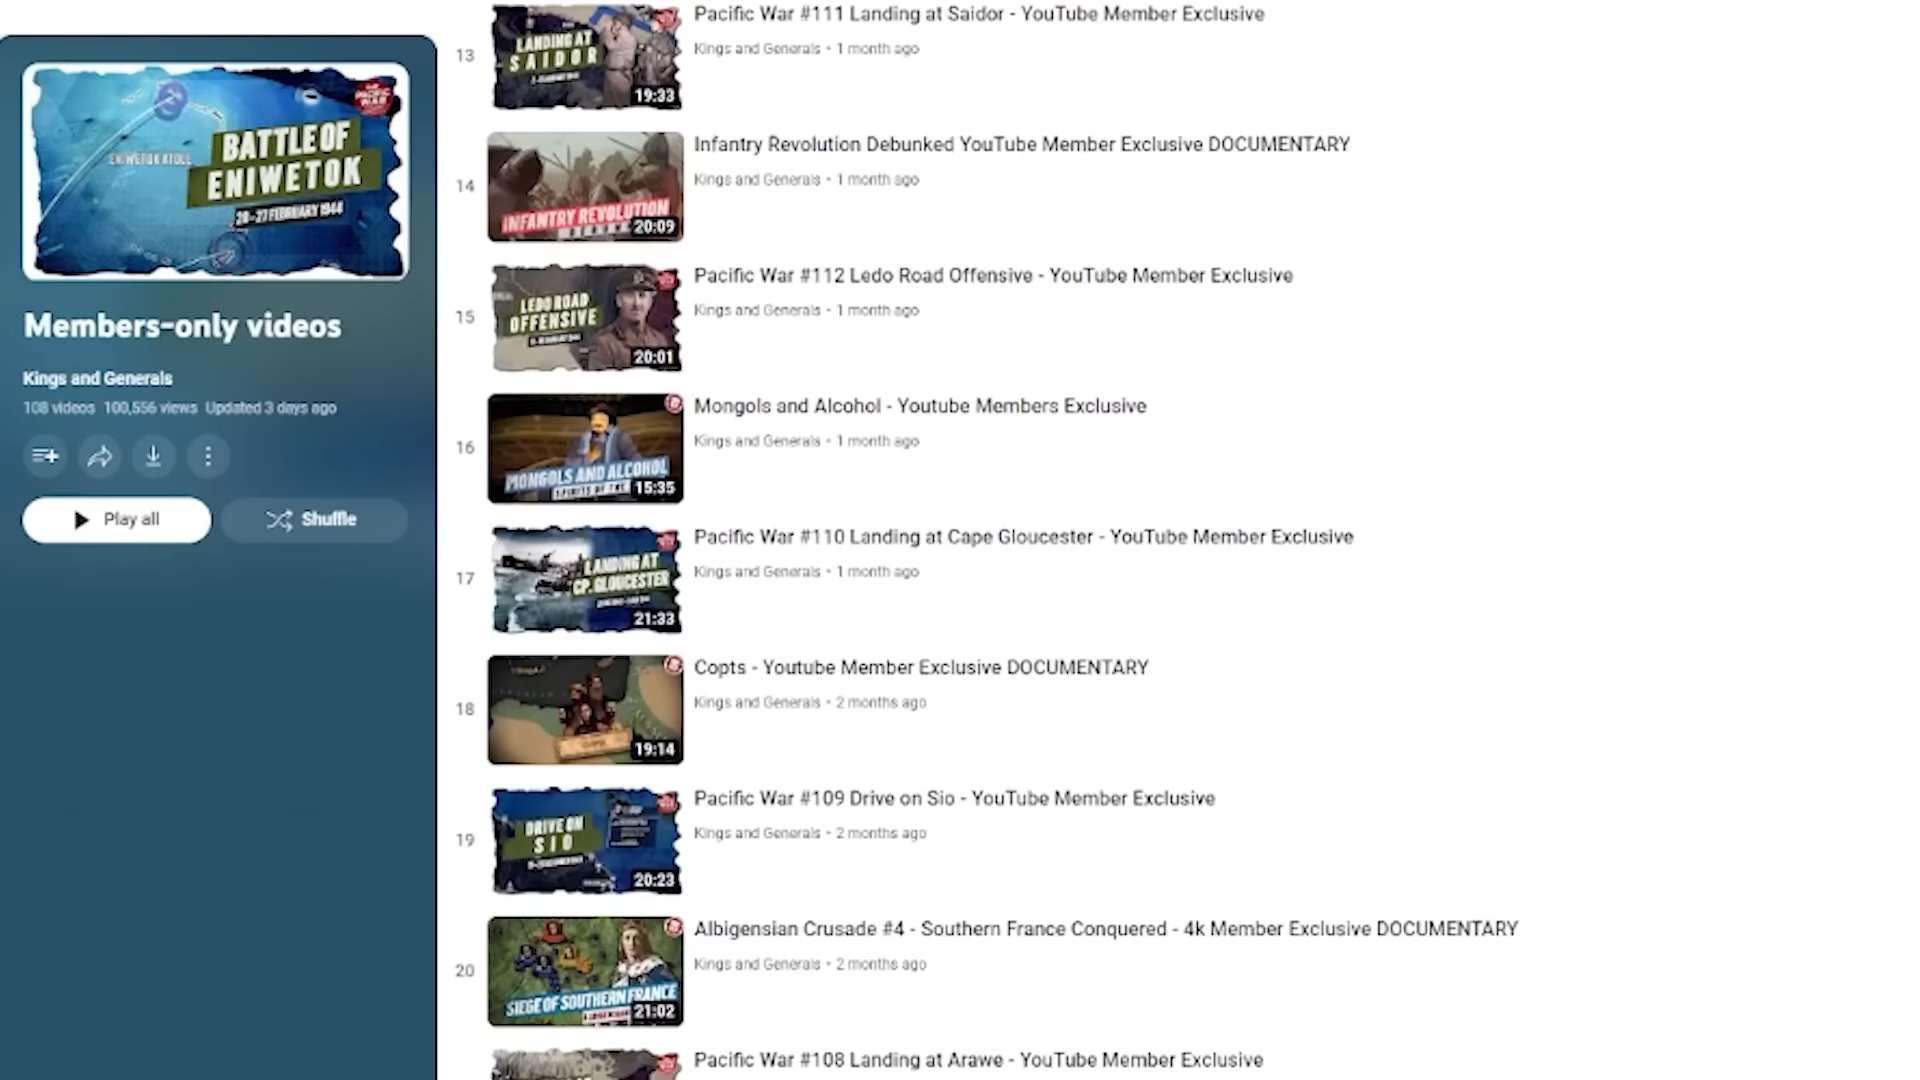 BATTLE OF
ENIWETOK
ENIWETOK ATOLL
20-27 FEBRUARY 1944
THE PACIFIC WAR
Members-only videos
Kings and Generals
108 videos 100,556 views Updated 3 days ago
Play all
Shuffle
13
LANDING AT
SAIDOR
19:33
Pacific War #111 Landing at Saidor - YouTube Member Exclusive
Kings and Generals • 1 month ago
14
INFANTRY REVOLUTION
20:09
Infantry Revolution Debunked YouTube Member Exclusive DOCUMENTARY
Kings and Generals • 1 month ago
15
LEDO ROAD
OFFENSIVE
20:01
Pacific War #112 Ledo Road Offensive - YouTube Member Exclusive
Kings and Generals • 1 month ago
16
MONGOLS AND ALCOHOL
SPIRITS OF THE
15:35
Mongols and Alcohol - Youtube Members Exclusive
Kings and Generals • 1 month ago
17
LANDING AT
CP. GLOUCESTER
21:33
Pacific War #110 Landing at Cape Gloucester - YouTube Member Exclusive
Kings and Generals • 1 month ago
18
19:14
Copts - Youtube Member Exclusive DOCUMENTARY
Kings and Generals • 2 months ago
19
DRIVE ON
SIO
20:23
Pacific War #109 Drive on Sio - YouTube Member Exclusive
Kings and Generals • 2 months ago
20
SIEGE OF SOUTHERN FRANCE
21:02
Albigensian Crusade #4 - Southern France Conquered - 4k Member Exclusive DOCUMENTARY
Kings and Generals • 2 months ago
Pacific War #108 Landing at Arawe - YouTube Member Exclusive